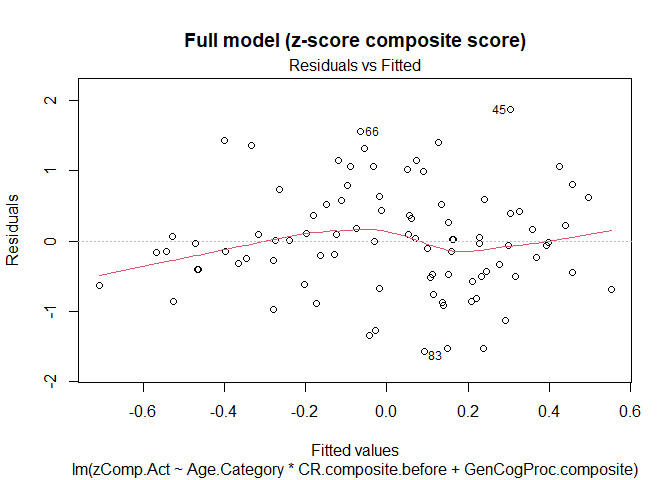 Full model (z-score composite score)
Residuals vs Fitted
2
1
0
-1
-2
Residuals
45
66
83
-0.6 -0.4 -0.2 0.0 0.2 0.4 0.6
Fitted values
lm(zComp.Act ~ Age.Category * CR.composite.before + GenCogProc.composite)